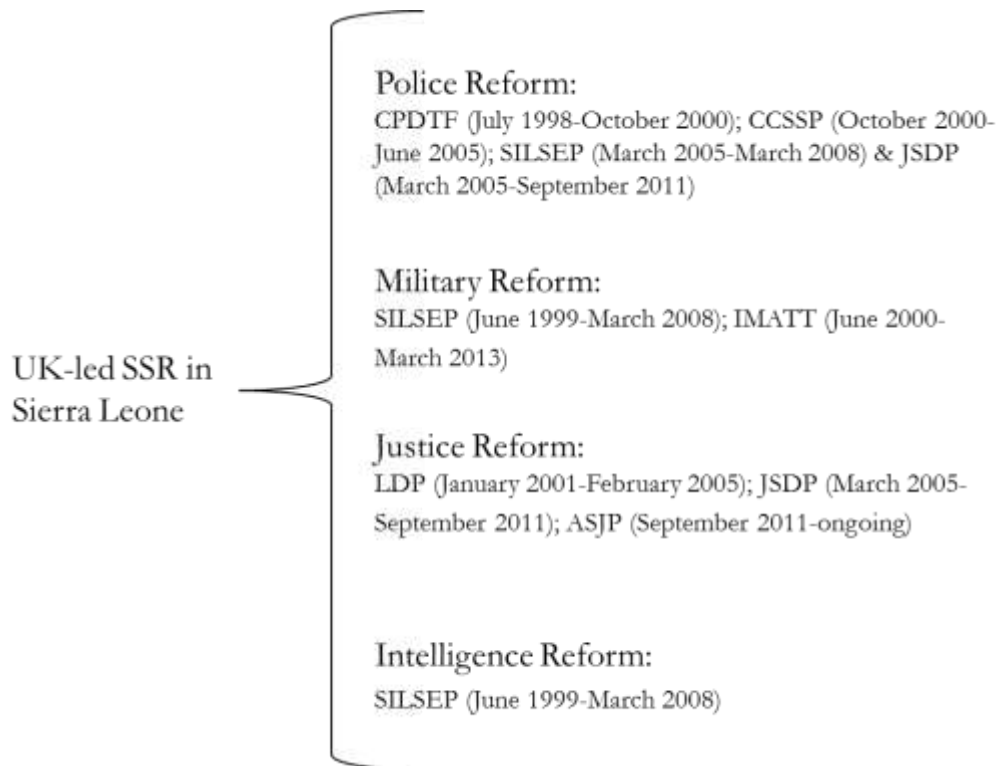 UK-led SSR in
Sierra Leone
Police Reform:
CPDTF (July 1998-October 2000); CCSSP (October 2000-
June 2005); SILSEP (March 2005-March 2008) & JSDP
(March 2005-September 2011)
Military Reform:
SILSEP (June 1999-March 2008); IMATT (June 2000-
March 2013)
Justice Reform:
LDP (January 2001-February 2005); JSDP (March 2005-
September 2011); ASJP (September 2011-ongoing)
Intelligence Reform:
SILSEP (June 1999-March 2008)